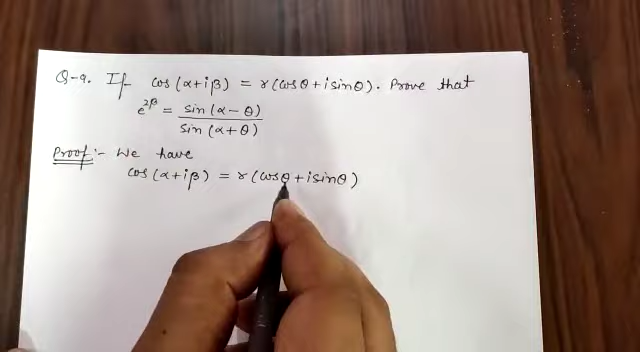 Q-9. If cos(α+iβ) = r(cosθ+isinθ). Prove that
e^2β = sin(α-θ) / sin(α+θ)
Proof:- We have
cos(α+iβ) = r(cosθ+isinθ)